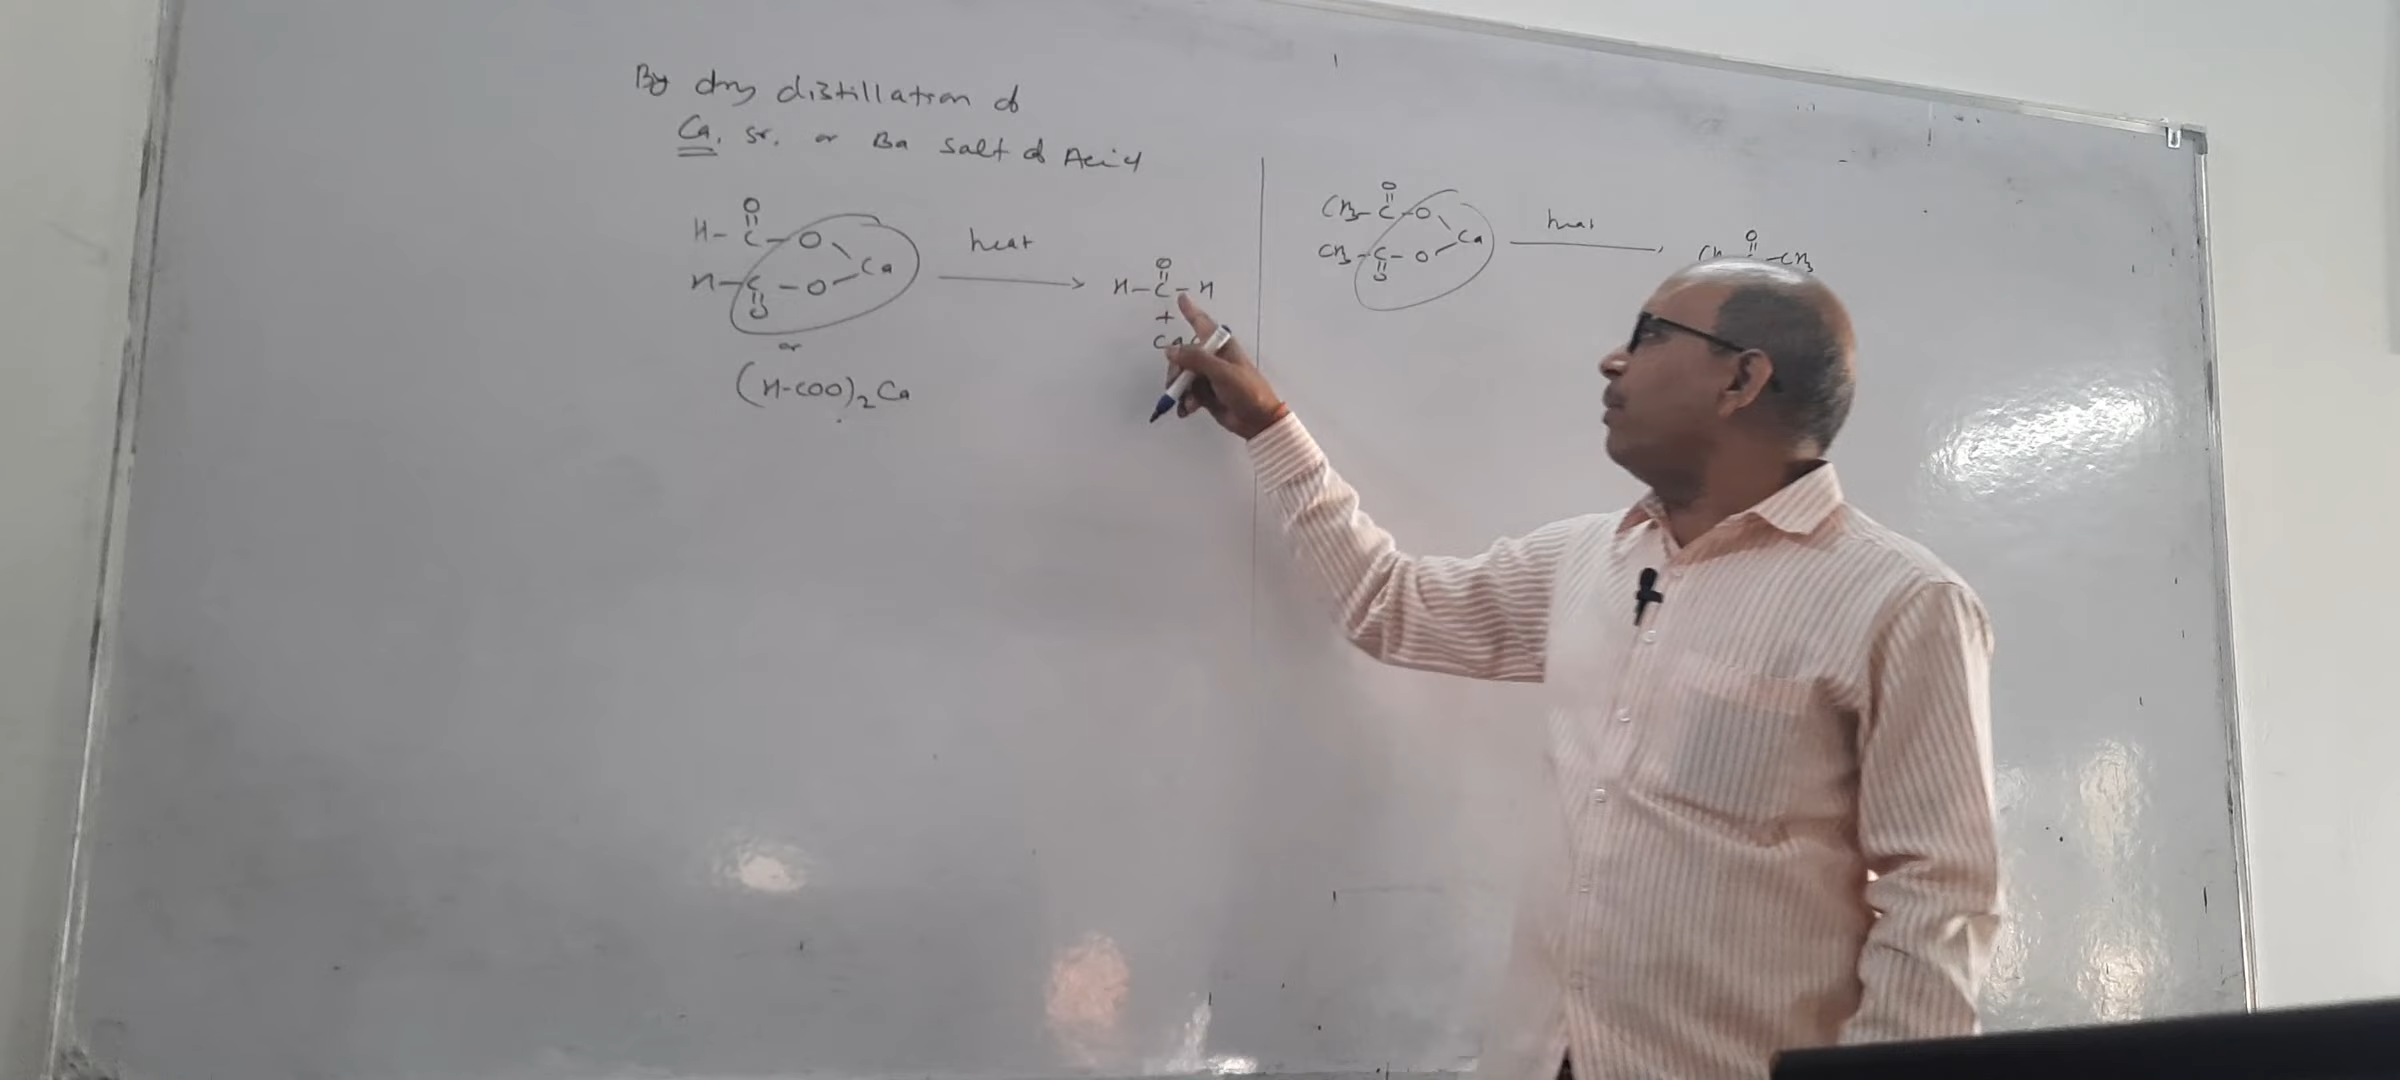 By dry distillation of
Ca, Sr. or Ba salt of Acid
O
H-C-O
Ca
H-C-O
O
or
(H-COO)2Ca
heat
O
H-C-H
+
CH3-C-O
O
Ca
CH3-C-O
O
heat
O
-CH3